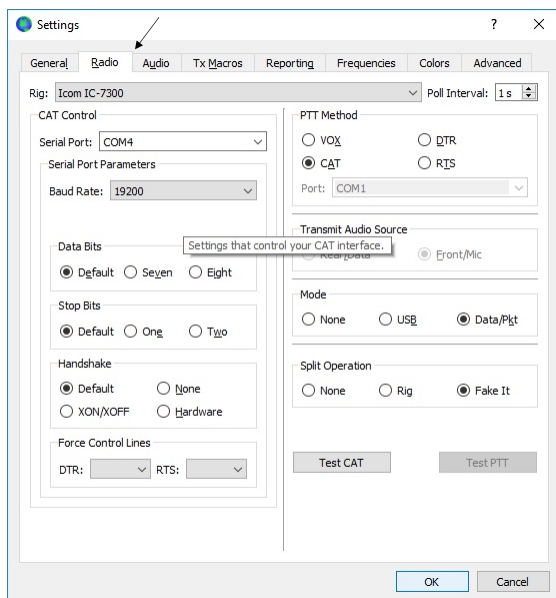 Settings
General Radio Audio Tx Macros Reporting Frequencies Colors Advanced
Rig: Icom IC-7300 Poll Interval: 1 s
CAT Control
Serial Port: COM4
Serial Port Parameters
Baud Rate: 19200
Data Bits
Default Seven Eight
Stop Bits
Default One Two
Handshake
Default None
XON/XOFF Hardware
Force Control Lines
DTR: RTS:
PTT Method
VOX DTR
CAT RTS
Port: COM1
Transmit Audio Source
Settings that control your CAT interface.
Rear/Data Front/Mic
Mode
None USB Data/Pkt
Split Operation
None Rig Fake It
Test CAT Test PTT
OK Cancel